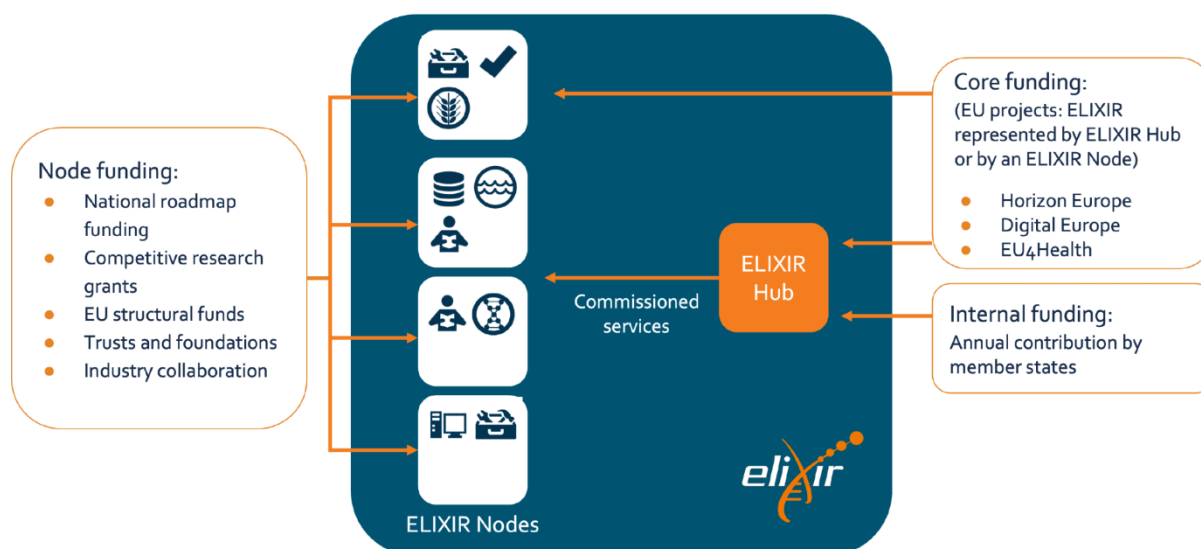 Node funding:
National roadmap
funding
Competitive research
grants
EU structural funds
Trusts and foundations
Industry collaboration
ELIXIR Nodes
Commissioned
services
ELIXIR
Hub
elixir
Core funding:
(EU projects: ELIXIR
represented by ELIXIR Hub
or by an ELIXIR Node)
Horizon Europe
Digital Europe
EU4Health
Internal funding:
Annual contribution by
member states